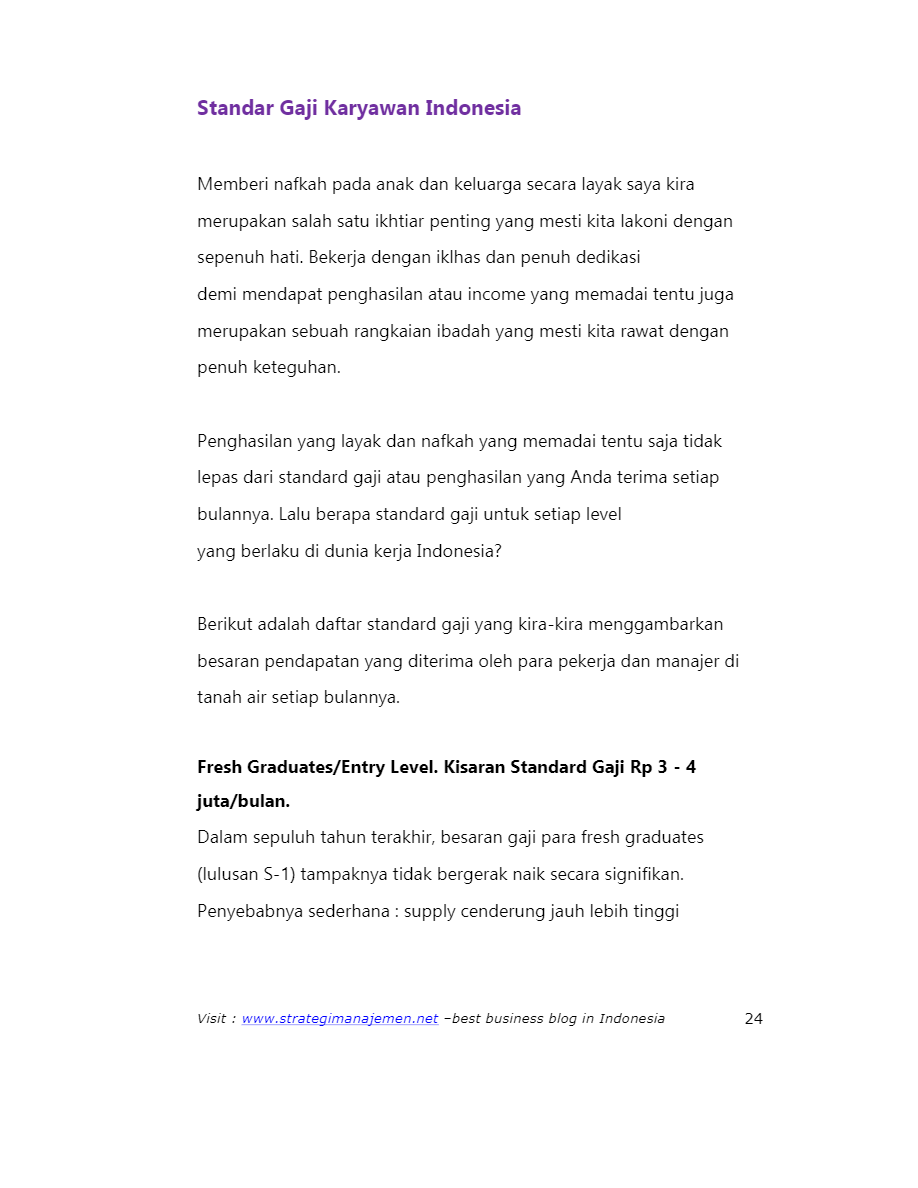 Standar Gaji Karyawan Indonesia
Memberi nafkah pada anak dan keluarga secara layak saya kira
merupakan salah satu ikhtiar penting yang mesti kita lakoni dengan
sepenuh hati. Bekerja dengan iklhas dan penuh dedikasi
demi mendapat penghasilan atau income yang memadai tentu juga
merupakan sebuah rangkaian ibadah yang mesti kita rawat dengan
penuh keteguhan.
Penghasilan yang layak dan nafkah yang memadai tentu saja tidak
lepas dari standard gaji atau penghasilan yang Anda terima setiap
bulannya. Lalu berapa standard gaji untuk setiap level
yang berlaku di dunia kerja Indonesia?
Berikut adalah daftar standard gaji yang kira-kira menggambarkan
besaran pendapatan yang diterima oleh para pekerja dan manajer di
tanah air setiap bulannya.
Fresh Graduates/Entry Level. Kisaran Standard Gaji Rp 3 - 4
juta/bulan.
Dalam sepuluh tahun terakhir, besaran gaji para fresh graduates
(lulusan S-1) tampaknya tidak bergerak naik secara signifikan.
Penyebabnya sederhana : supply cenderung jauh lebih tinggi
Visit : www.strategimanajemen.net –best business blog in Indonesia 24